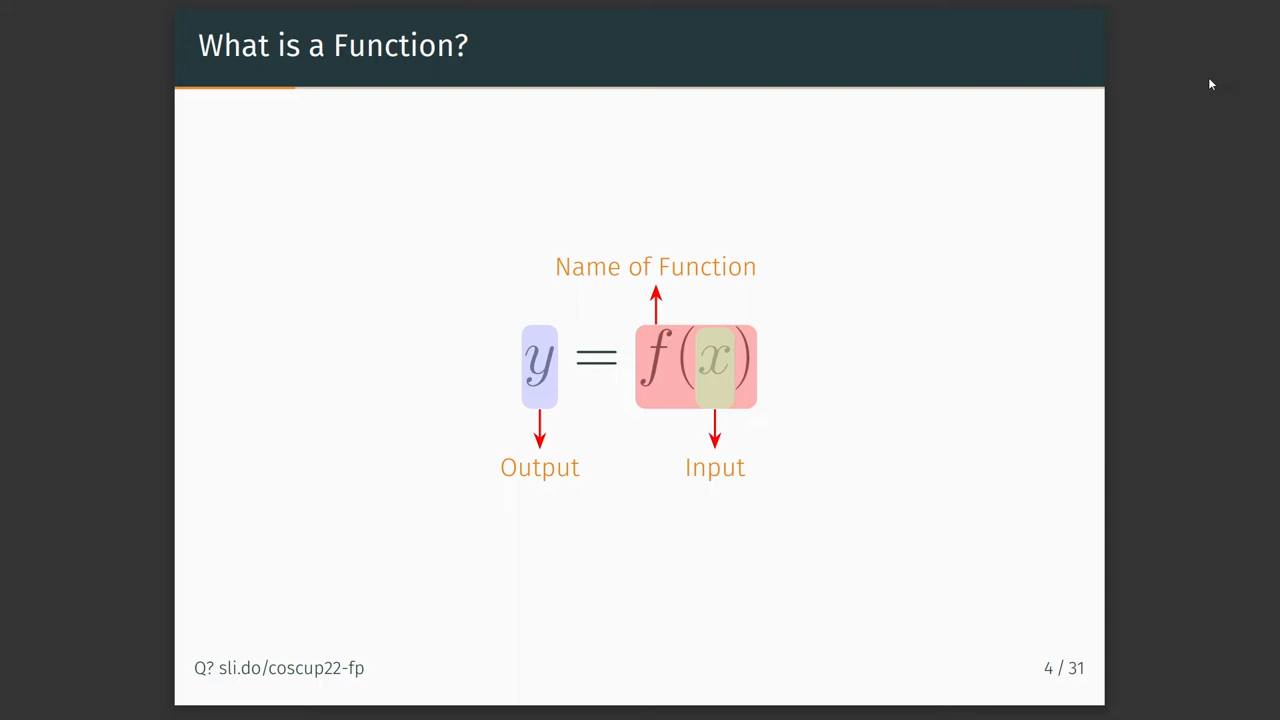 What is a Function?
Name of Function
y = f(x)
Output Input
Q? sli.do/coscup22-fp 4 / 31